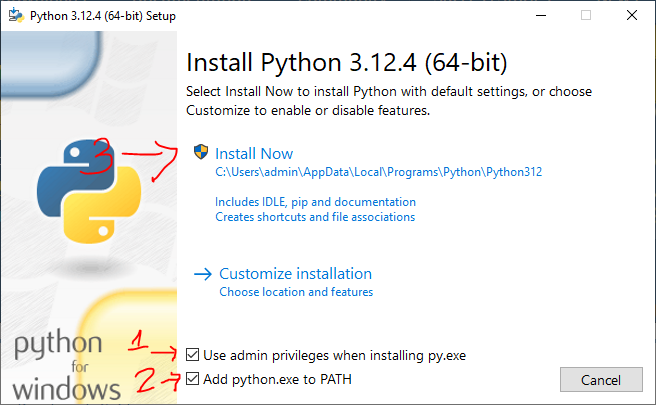 Python 3.12.4 (64-bit) Setup
Install Python 3.12.4 (64-bit)
Select Install Now to install Python with default settings, or choose
Customize to enable or disable features.
3
Install Now
C:\Users\admin\AppData\Local\Programs\Python\Python312
Includes IDLE, pip and documentation
Creates shortcuts and file associations
Customize installation
Choose location and features
python
for
windows
1
Use admin privileges when installing py.exe
2
Add python.exe to PATH
Cancel